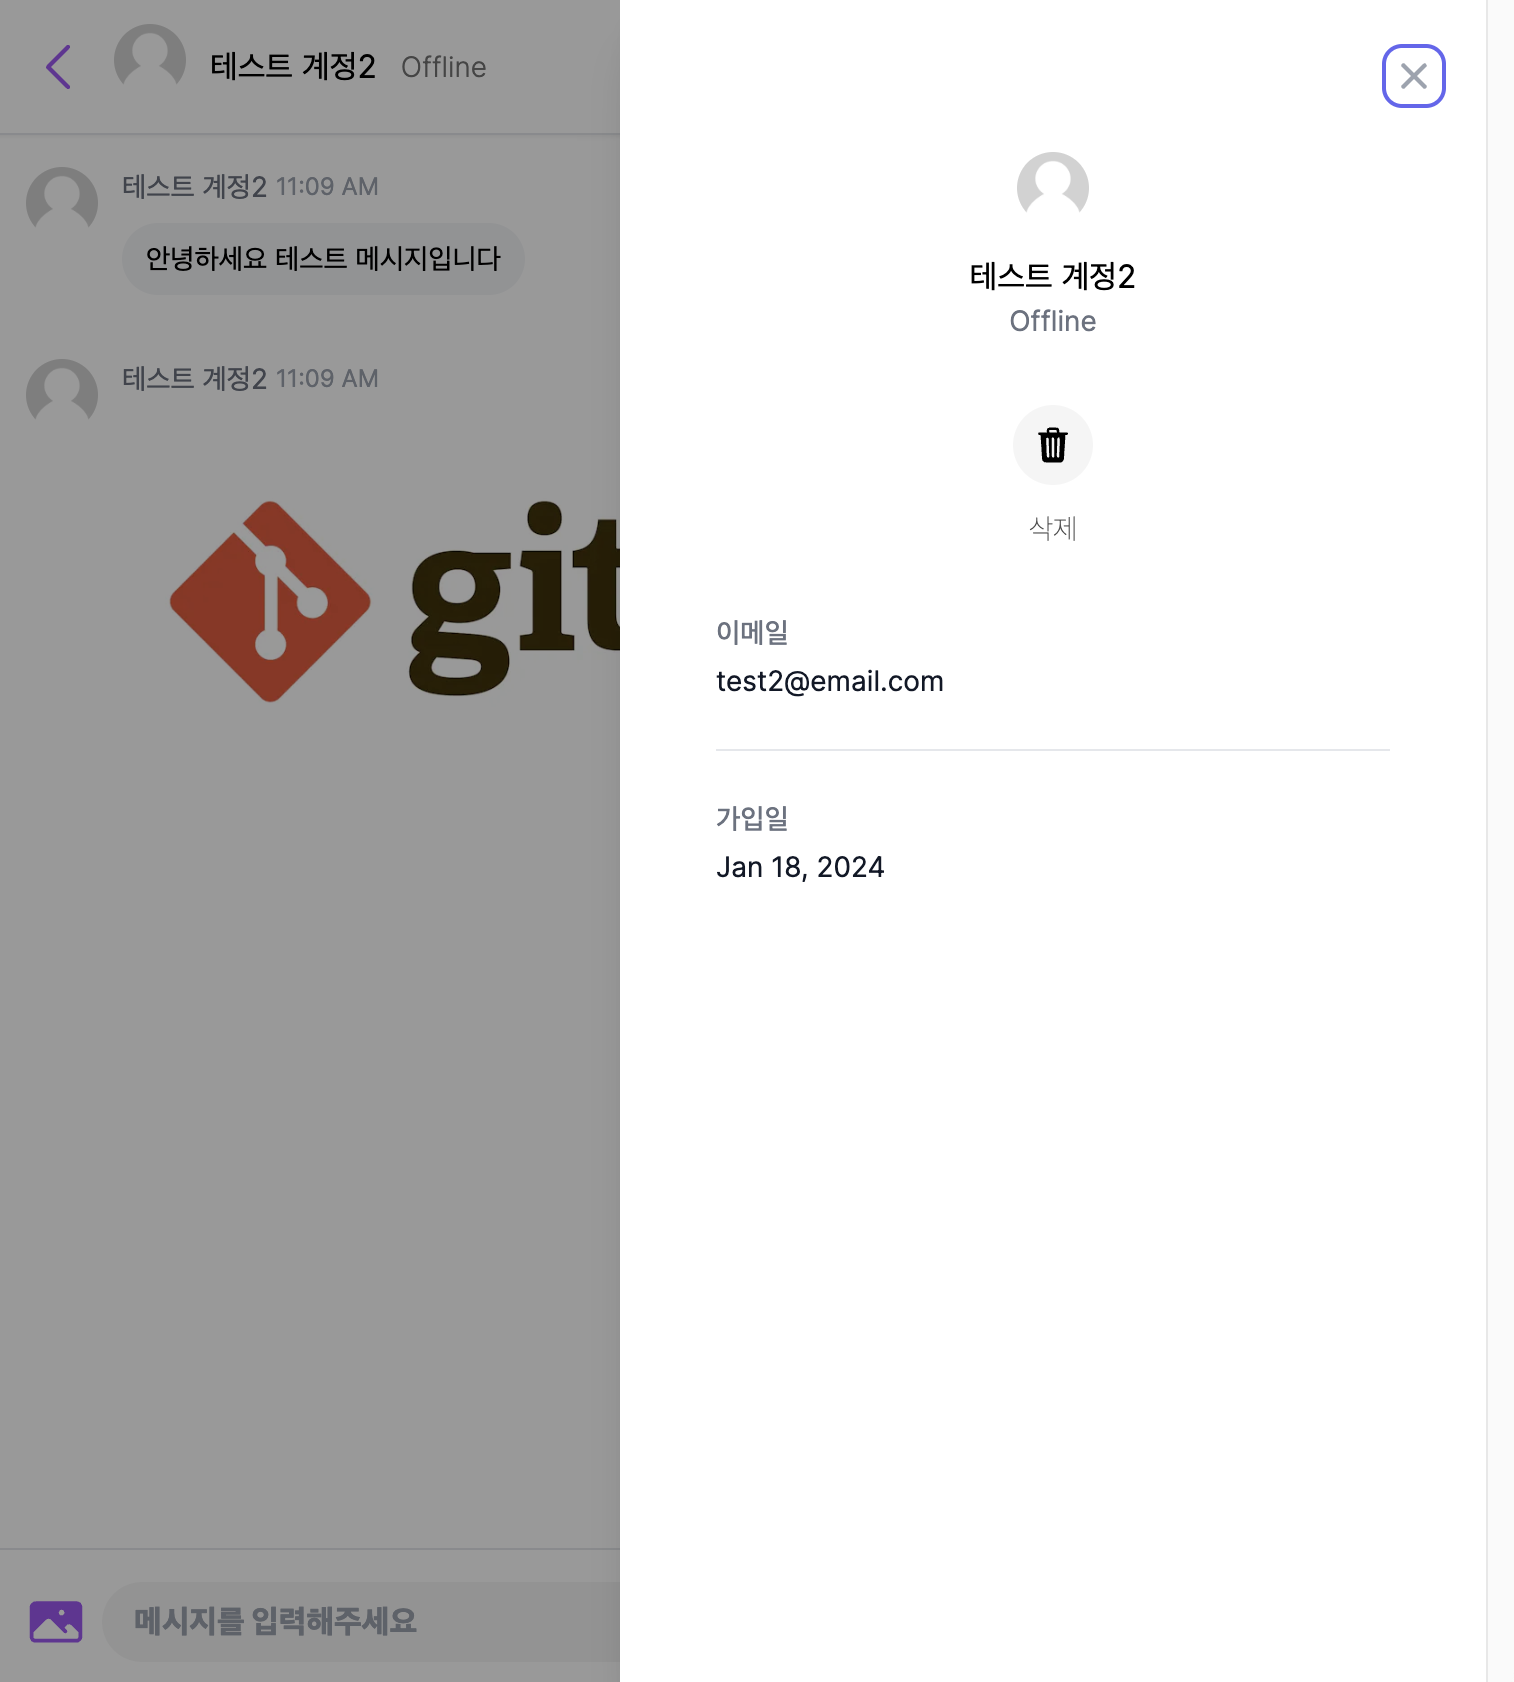 테스트 계정2 Offline
테스트 계정2 11:09 AM
안녕하세요 테스트 메시지입니다
테스트 계정2 11:09 AM
git
메시지를 입력해주세요
테스트 계정2
Offline
삭제
이메일
test2@email.com
가입일
Jan 18, 2024